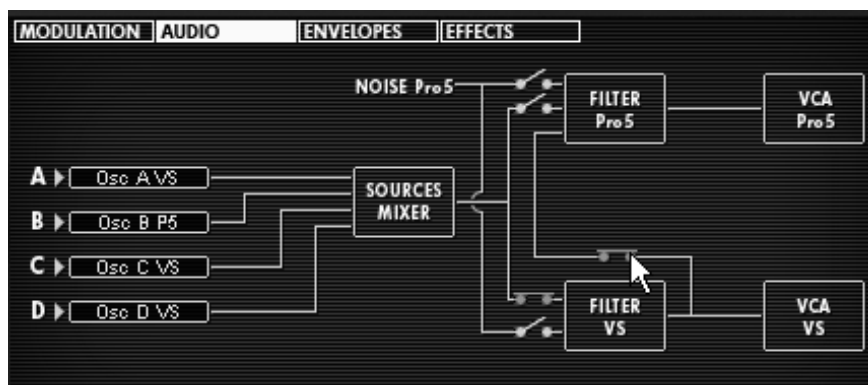 MODULATION AUDIO ENVELOPES EFFECTS
NOISE Pro5
FILTER
Pro5
VCA
Pro5
A Osc A VS
B Osc B P5
C Osc C VS
D Osc D VS
SOURCES
MIXER
FILTER
VS
VCA
VS